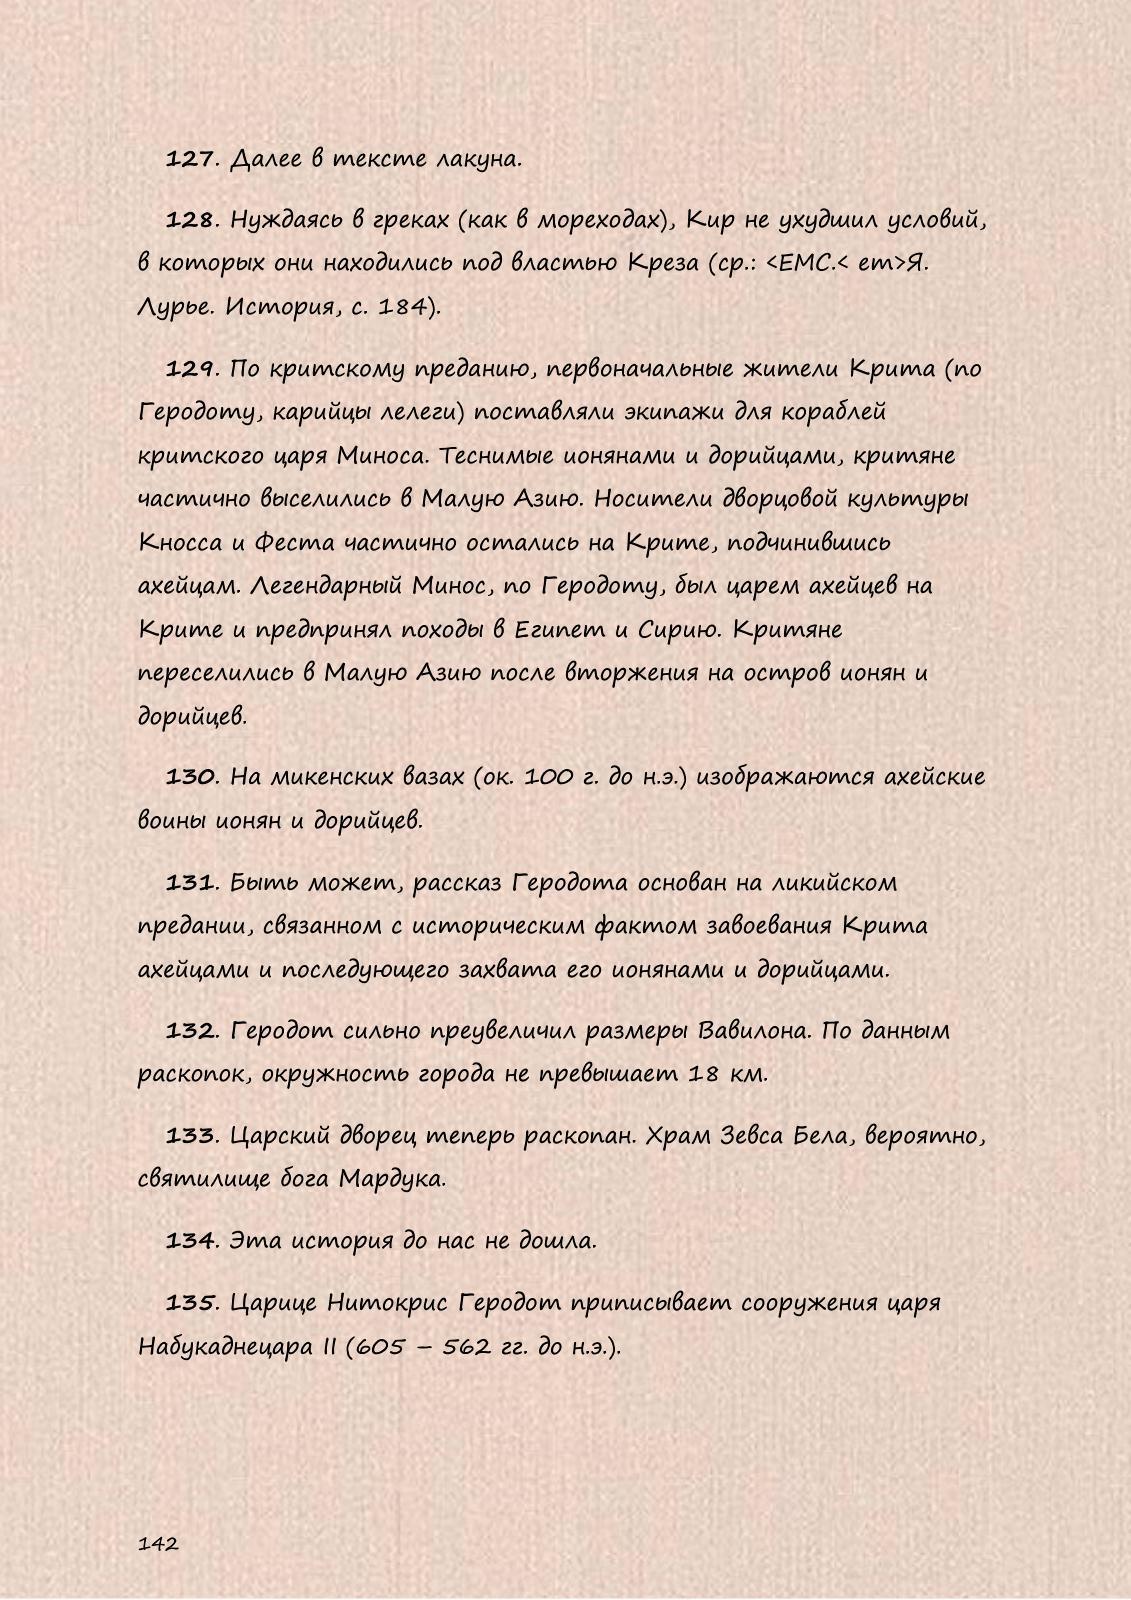 127. Далее в тексте лакуна.
128. Нуждаясь в греках (как в мореходах), Кир не ухудшил условий,
в которых они находились под властью Креза (ср.: <EMC.< em>Я.
Лурье. История, с. 184).
129. По критскому преданию, первоначальные жители Крита (по
Геродоту, карийцы лелеги) поставляли экипажи для кораблей
критского царя Миноса. Теснимые ионянами и дорийцами, критяне
частично выселились в Малую Азию. Носители дворцовой культуры
Кносса и Феста частично остались на Крите, подчинившись
ахейцам. Легендарный Минос, по Геродоту, был царем ахейцев на
Крите и предпринял походы в Египет и Сирию. Критяне
переселились в Малую Азию после вторжения на остров ионян и
дорийцев.
130. На микенских вазах (ок. 100 г. до н.э.) изображаются ахейские
воины ионян и дорийцев.
131. Быть может, рассказ Геродота основан на ликийском
предании, связанном с историческим фактом завоевания Крита
ахейцами и последующего захвата его ионянами и дорийцами.
132. Геродот сильно преувеличил размеры Вавилона. По данным
раскопок, окружность города не превышает 18 км.
133. Царский дворец теперь раскопан. Храм Зевса Бела, вероятно,
святилище бога Мардука.
134. Эта история до нас не дошла.
135. Царице Нитокрис Геродот приписывает сооружения царя
Набукаднецара II (605 – 562 гг. до н.э.).
142